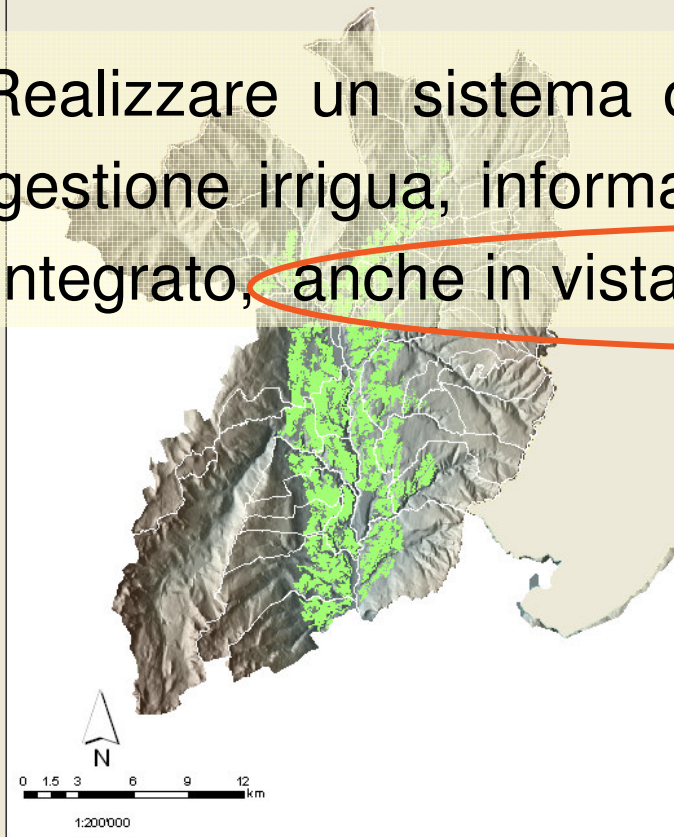 Realizzare un sistema
gestione irrigua, informa
integrato, anche in vista
N
0 1.5 3 6 9 12
km
1:200'000